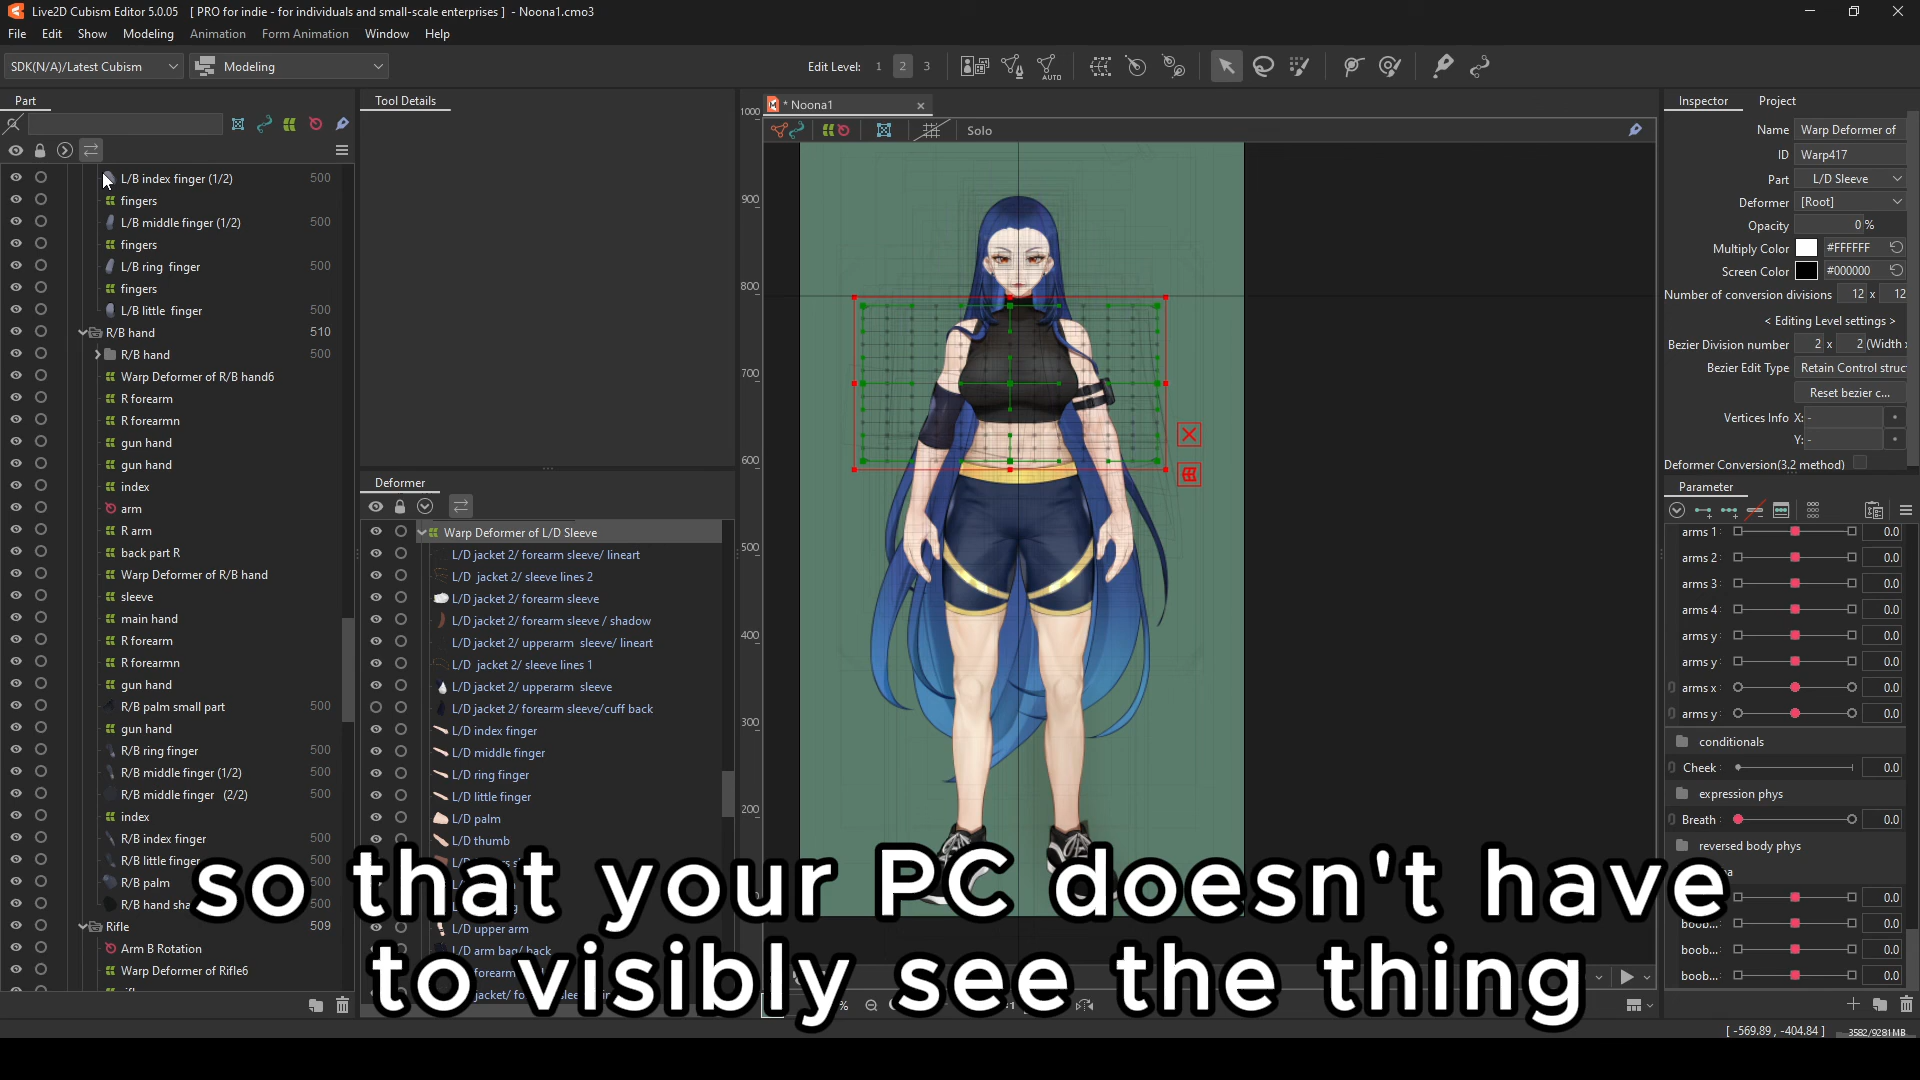 Live2D Cubism Editor 5.0.05 [ PRO for indie - for individuals and small-scale enterprises ] - Noona1.cmo3
File Edit Show Modeling Animation Form Animation Window Help
SDK(N/A)/Latest Cubism Modeling Edit Level: 1 2 3
AUTO
Part
L/B index finger (1/2) 500
fingers
L/B middle finger (1/2) 500
fingers
L/B ring finger 500
fingers
L/B little finger 500
R/B hand 510
R/B hand 500
Warp Deformer of R/B hand6
R forearm
R forearmn
gun hand
gun hand
index
arm
R arm
back part R
Warp Deformer of R/B hand
sleeve
main hand
R forearm
R forearmn
gun hand
R/B palm small part 500
gun hand
R/B ring finger 500
R/B middle finger (1/2) 500
R/B middle finger (2/2) 500
index
R/B index finger 500
R/B little finger 500
R/B palm 500
R/B hand sha 500
Rifle 509
Arm B Rotation
Warp Deformer of Rifle6
Tool Details
Deformer
Warp Deformer of L/D Sleeve
L/D jacket 2/ forearm sleeve/ lineart
L/D jacket 2/ sleeve lines 2
L/D jacket 2/ forearm sleeve
L/D jacket 2/ forearm sleeve / shadow
L/D jacket 2/ upperarm sleeve/ lineart
L/D jacket 2/ sleeve lines 1
L/D jacket 2/ upperarm sleeve
L/D jacket 2/ forearm sleeve/cuff back
L/D index finger
L/D middle finger
L/D ring finger
L/D little finger
L/D palm
L/D thumb
L/D upper arm
L/D arm bag/ back
* Noona1
Solo
1000
900
800
700
600
500
400
300
200
Inspector Project
Name Warp Deformer of
ID Warp417
Part L/D Sleeve
Deformer [Root]
Opacity 0 %
Multiply Color #FFFFFF
Screen Color #000000
Number of conversion divisions 12 x 12
< Editing Level settings >
Bezier Division number 2 x 2 (Width
Bezier Edit Type Retain Control struc
Reset bezier c...
Vertices Info X: -
Y: -
Deformer Conversion(3.2 method)
Parameter
arms 1 0.0
arms 2 0.0
arms 3 0.0
arms 4 0.0
arms y 0.0
arms y 0.0
arms x 0.0
arms y 0.0
conditionals
Cheek 0.0
expression phys
Breath 0.0
reversed body phys
0.0
boob... 0.0
boob... 0.0
boob... 0.0
[ -569.89 , -404.84 ] 3582/9281MB
so that your PC doesn't have
to visibly see the thing